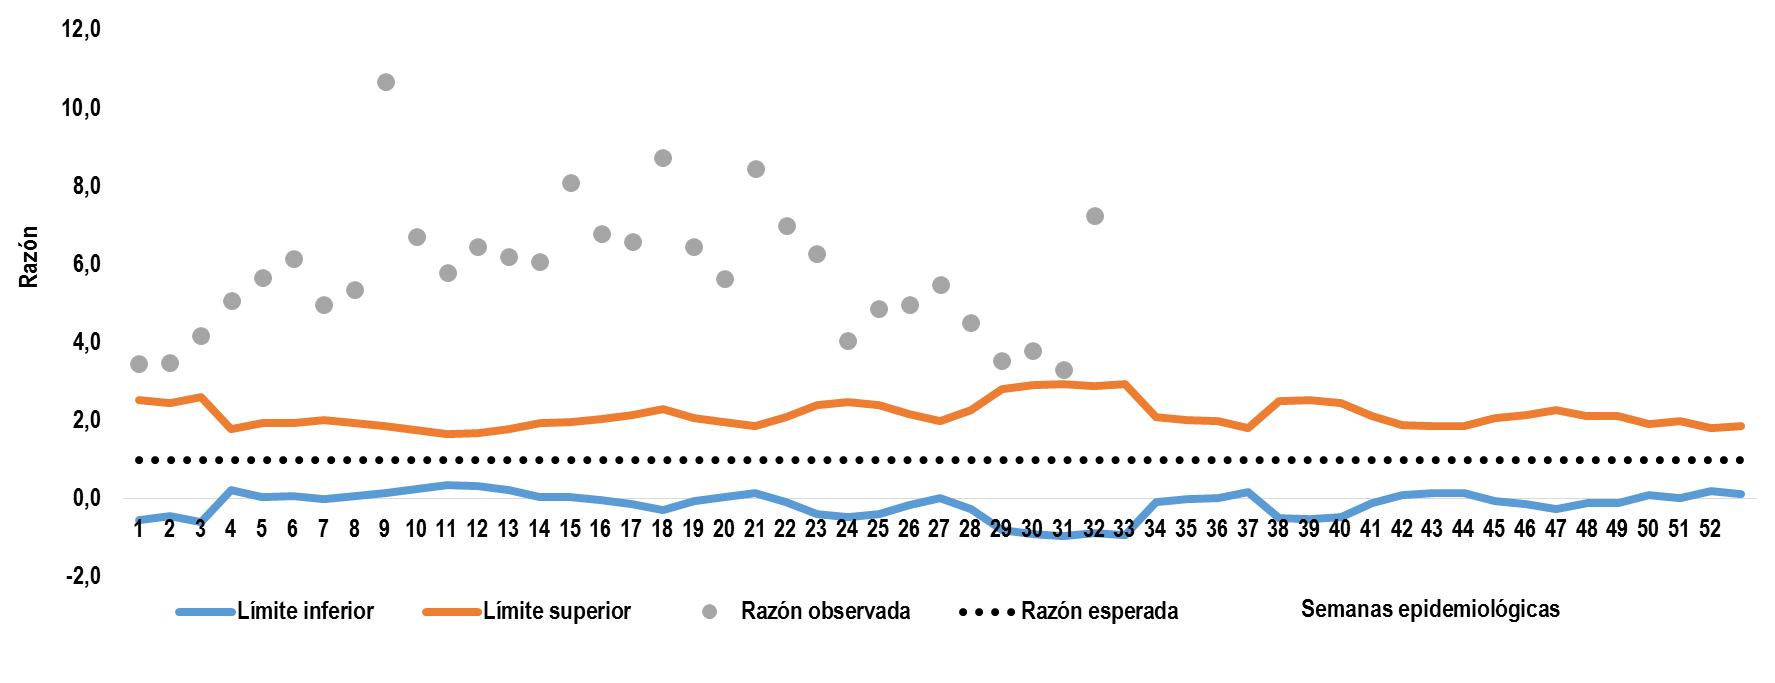 12,0
10,0
8,0
6,0
4,0
2,0
0,0
-2,0
Razón
1 2 3 4 5 6 7 8 9 10 11 12 13 14 15 16 17 18 19 20 21 22 23 24 25 26 27 28 29 30 31 32 33 34 35 36 37 38 39 40 41 42 43 44 45 46 47 48 49 50 51 52
Límite inferior Límite superior Razón observada Razón esperada Semanas epidemiológicas